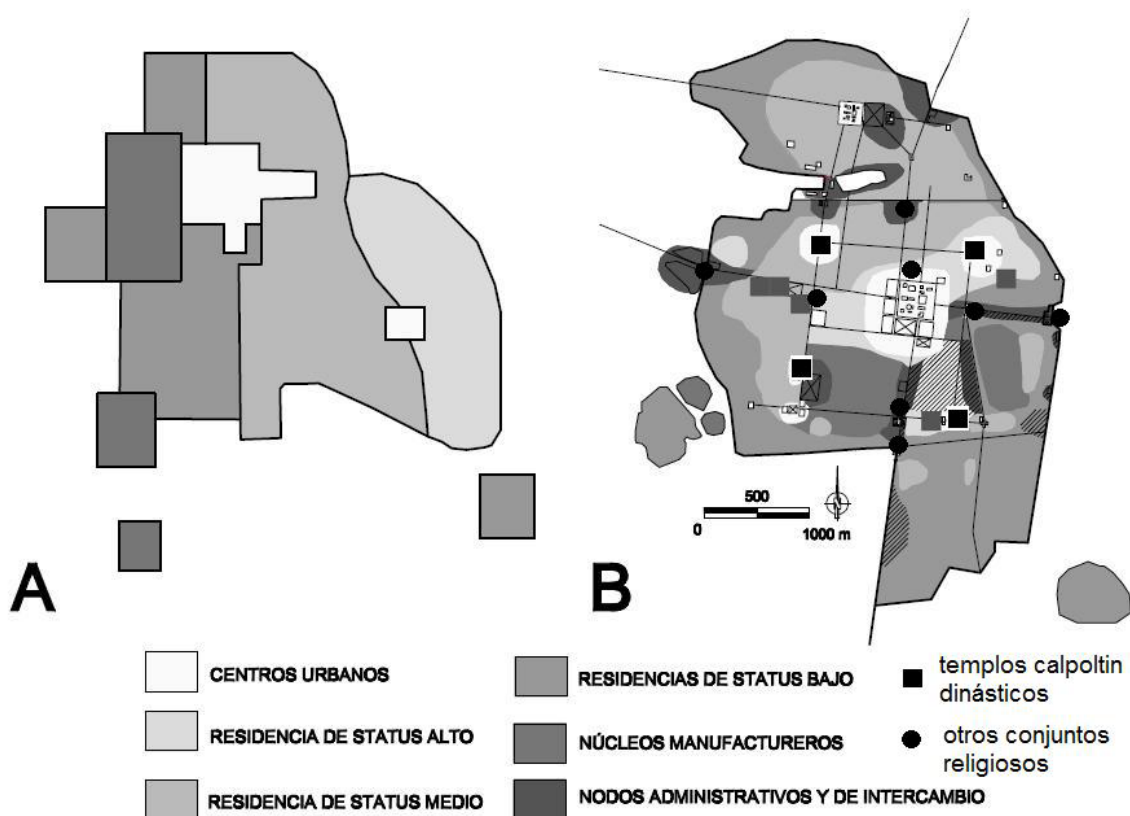 500
0
1000 m
A
B
CENTROS URBANOS
RESIDENCIA DE STATUS ALTO
RESIDENCIA DE STATUS MEDIO
RESIDENCIAS DE STATUS BAJO
NÚCLEOS MANUFACTUREROS
NODOS ADMINISTRATIVOS Y DE INTERCAMBIO
templos calpoltin
dinásticos
otros conjuntos
religiosos